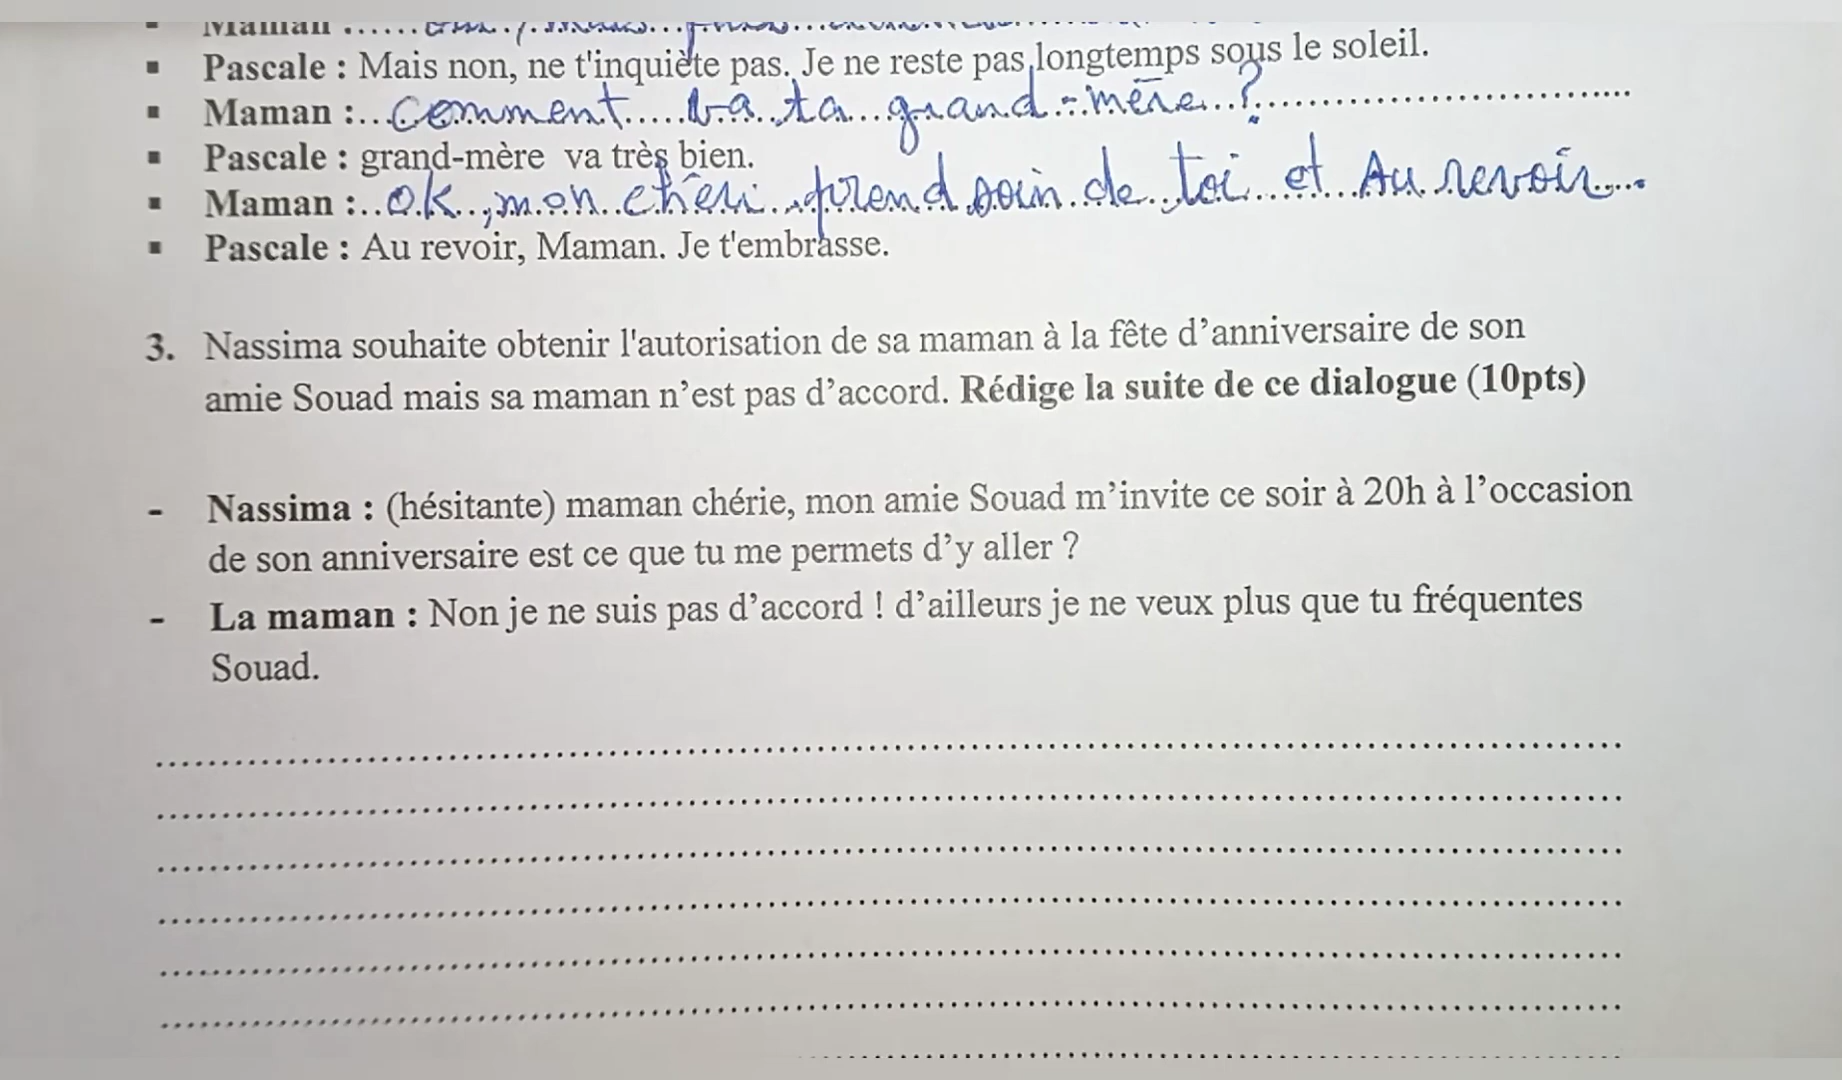 Maman
▪ Pascale : Mais non, ne t'inquiète pas. Je ne reste pas longtemps sous le soleil.
▪ Maman : Comment va ta grand-mère ?
▪ Pascale : grand-mère va très bien.
▪ Maman : OK, mon chéri prend soin de toi et Au revoir
▪ Pascale : Au revoir, Maman. Je t'embrasse.
3. Nassima souhaite obtenir l'autorisation de sa maman à la fête d’anniversaire de son
amie Souad mais sa maman n’est pas d’accord. Rédige la suite de ce dialogue (10pts)
- Nassima : (hésitante) maman chérie, mon amie Souad m’invite ce soir à 20h à l’occasion
de son anniversaire est ce que tu me permets d’y aller ?
- La maman : Non je ne suis pas d’accord ! d’ailleurs je ne veux plus que tu fréquentes
Souad.